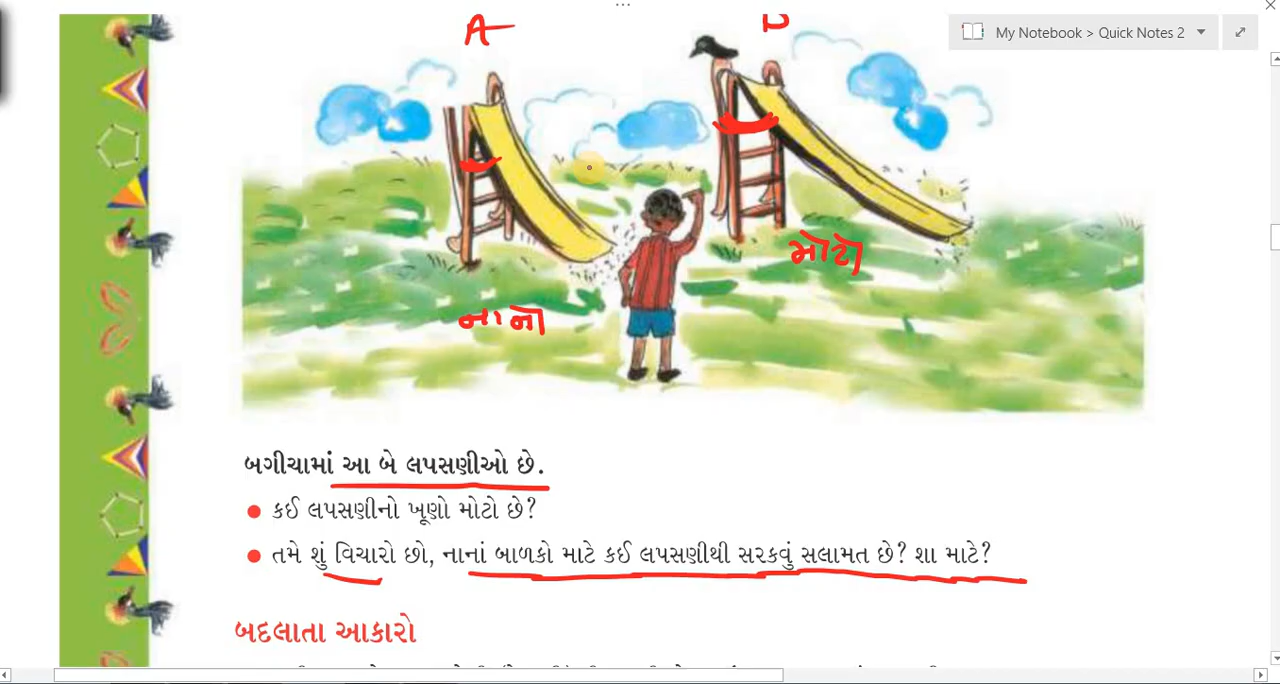 ...
My Notebook > Quick Notes 2
A
મોટો
નાનો
બગીચામાં આ બે લપસણીઓ છે.
● કઈ લપસણીનો ખૂણો મોટો છે?
● તમે શું વિચારો છો, નાનાં બાળકો માટે કઈ લપસણીથી સરકવું સલામત છે? શા માટે?
બદલાતા આકારો